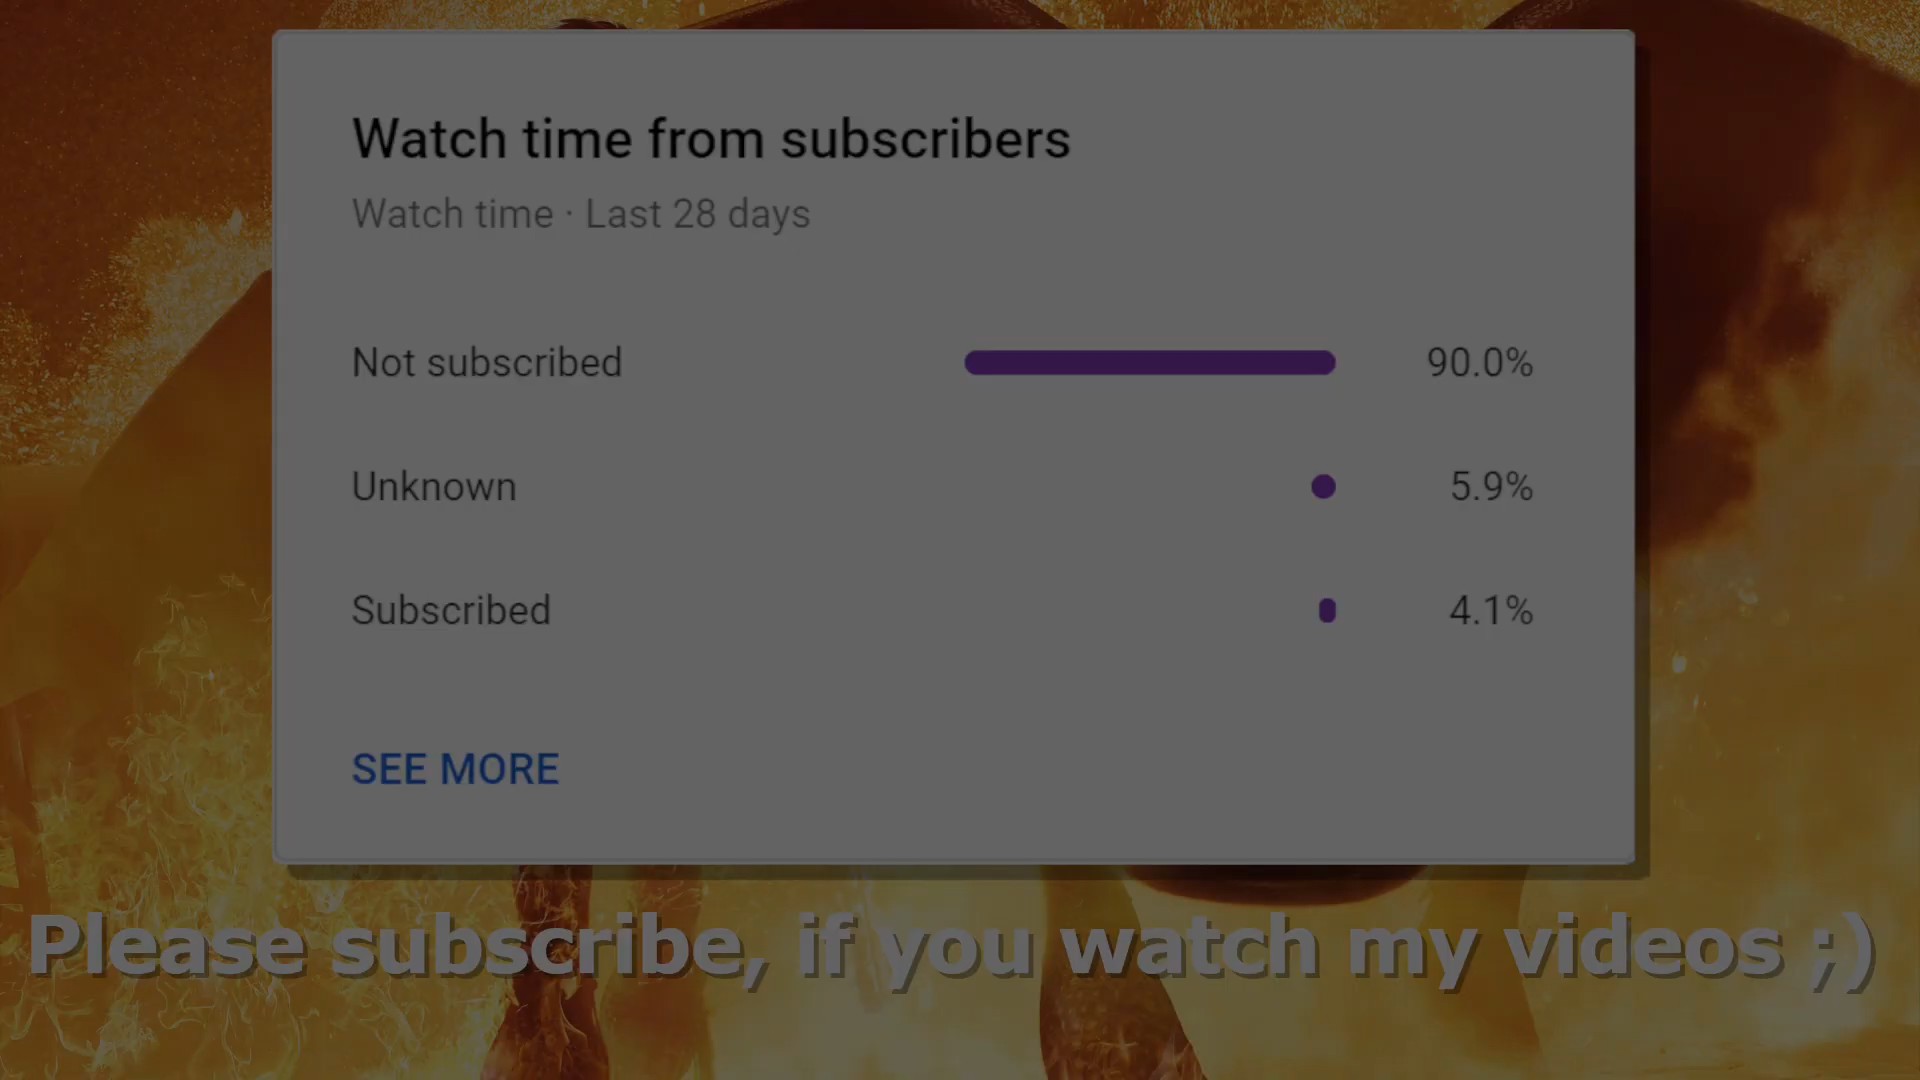 Watch time from subscribers
Watch time · Last 28 days
Not subscribed 90.0%
Unknown 5.9%
Subscribed 4.1%
SEE MORE
Please subscribe, if you watch my videos ;)